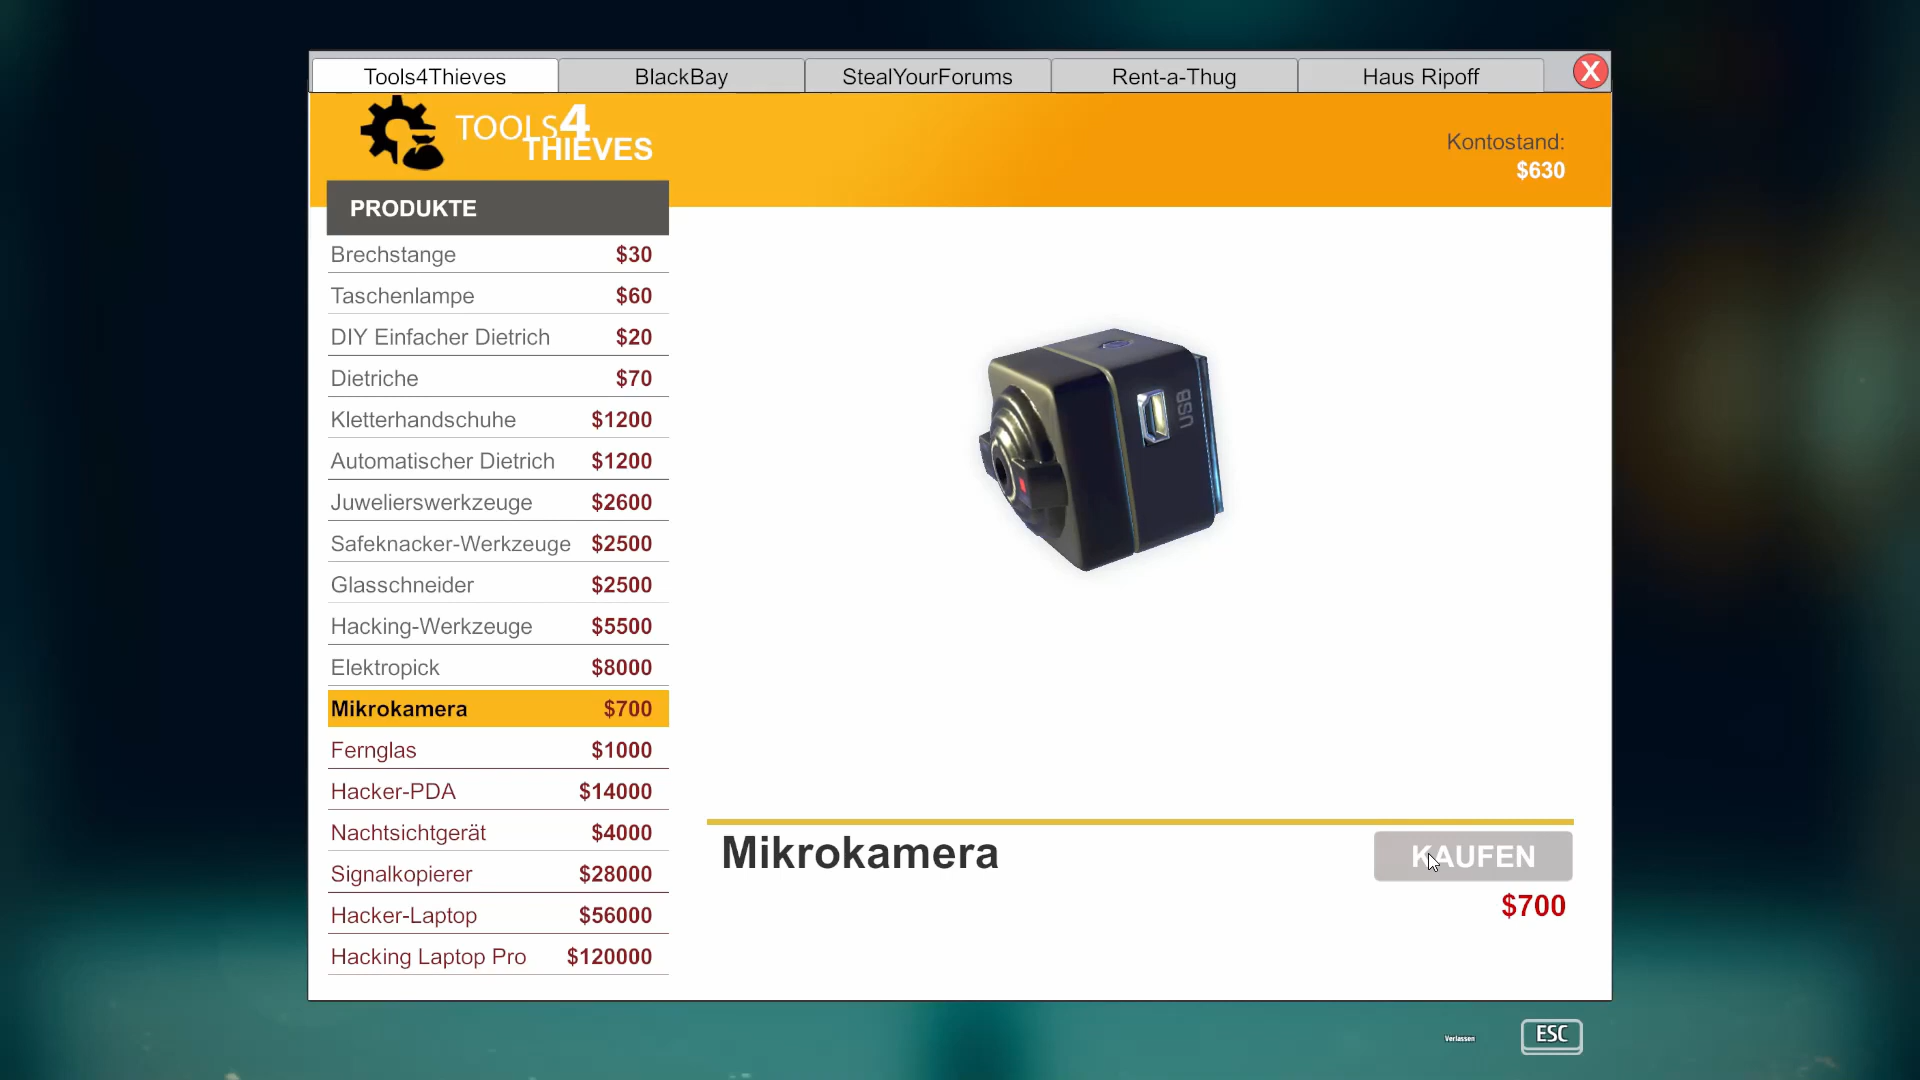 Tools4Thieves
BlackBay
StealYourForums
Rent-a-Thug
Haus Ripoff
X
TOOLS4
THIEVES
Kontostand:
$630
PRODUKTE
Brechstange $30
Taschenlampe $60
DIY Einfacher Dietrich $20
Dietriche $70
Kletterhandschuhe $1200
Automatischer Dietrich $1200
Juwelierswerkzeuge $2600
Safeknacker-Werkzeuge $2500
Glasschneider $2500
Hacking-Werkzeuge $5500
Elektropick $8000
Mikrokamera $700
Fernglas $1000
Hacker-PDA $14000
Nachtsichtgerät $4000
Signalkopierer $28000
Hacker-Laptop $56000
Hacking Laptop Pro $120000
USB
Mikrokamera
KAUFEN
$700
Verlassen
ESC